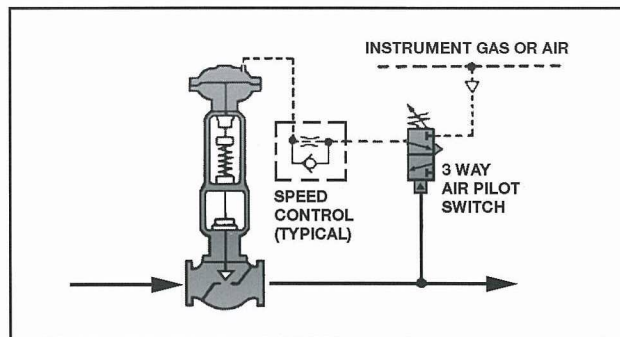 INSTRUMENT GAS OR AIR
3 WAY
AIR PILOT
SWITCH
SPEED
CONTROL
(TYPICAL)